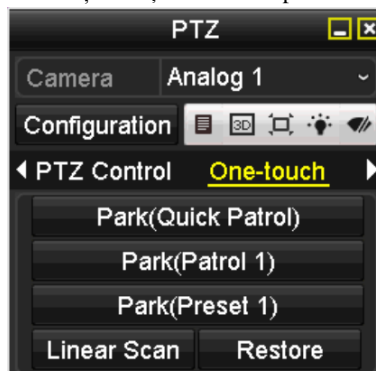 PTZ
Camera Analog 1
Configuration 3D
PTZ Control One-touch
Park(Quick Patrol)
Park(Patrol 1)
Park(Preset 1)
Linear Scan Restore